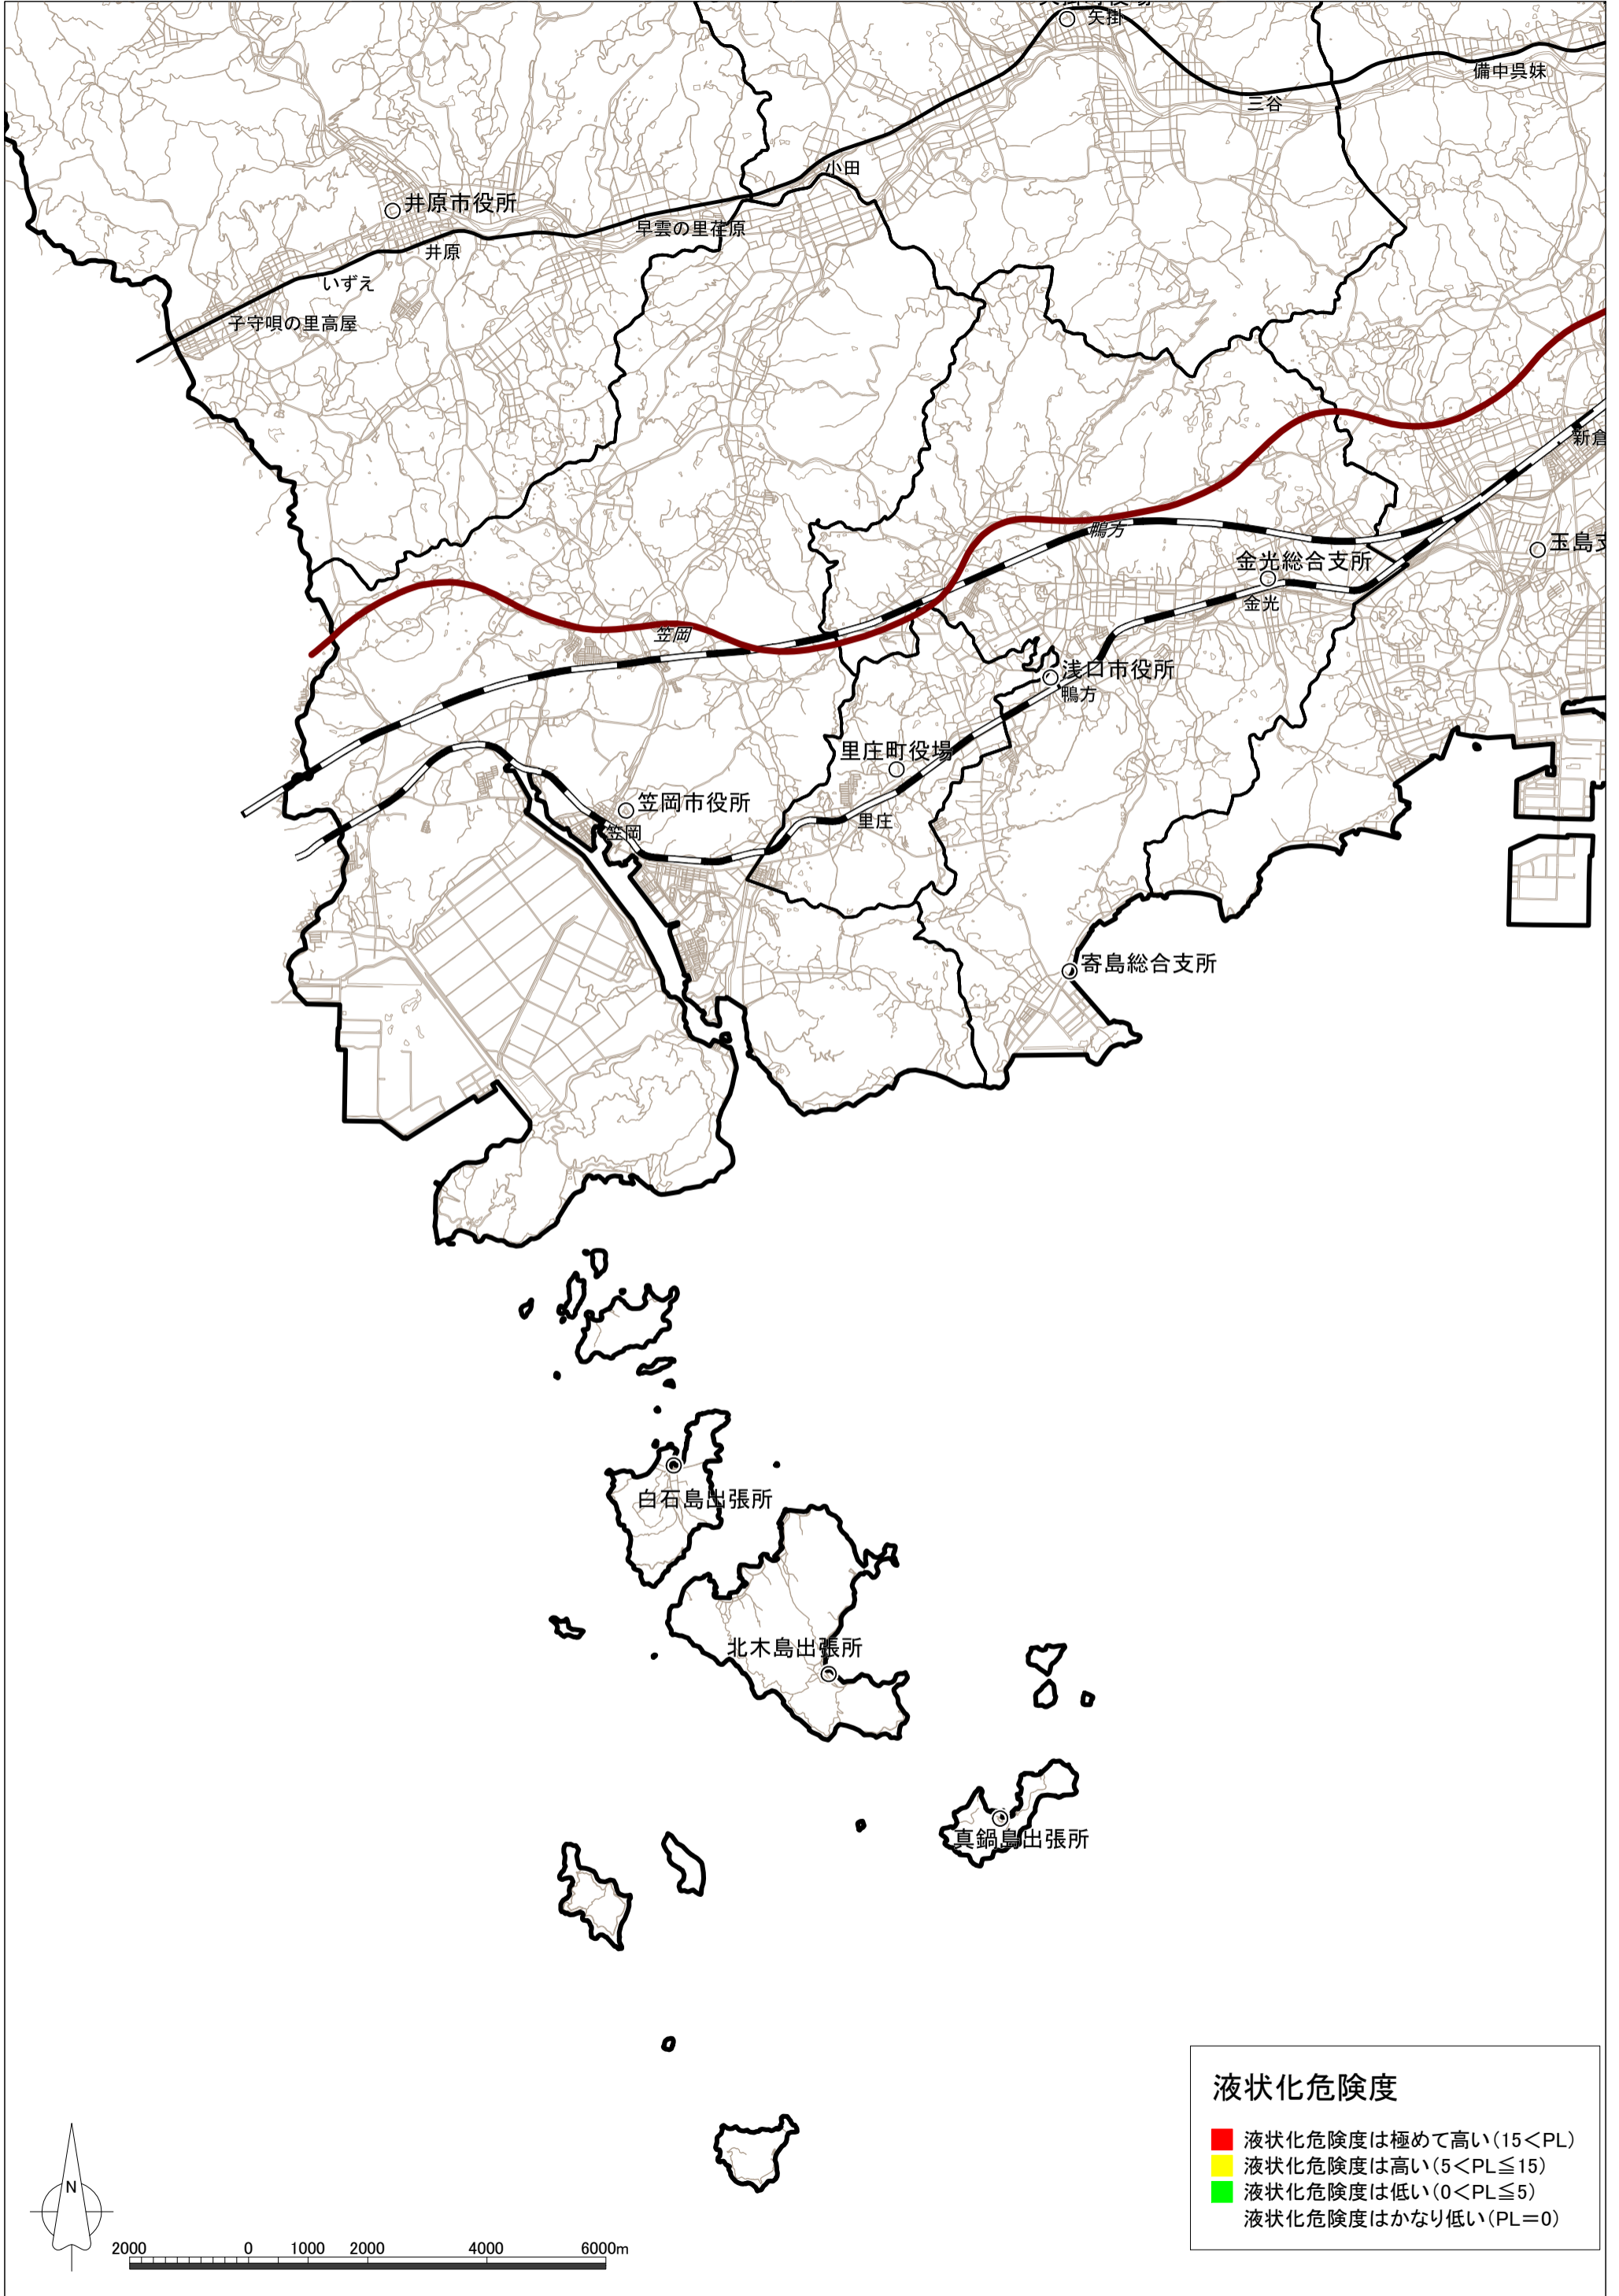 矢掛
備中呉妹
三谷
小田
井原市役所
早雲の里荏原
井原
いずえ
子守唄の里高屋
新倉
鴨方
玉島支
金光総合支所
金光
笠岡
浅口市役所
鴨方
里庄町役場
笠岡市役所
里庄
笠岡
寄島総合支所
白石島出張所
北木島出張所
真鍋島出張所
液状化危険度
液状化危険度は極めて高い(15<PL)
液状化危険度は高い(5<PL≦15)
液状化危険度は低い(0<PL≦5)
液状化危険度はかなり低い(PL=0)
N
2000 0 1000 2000 4000 6000m